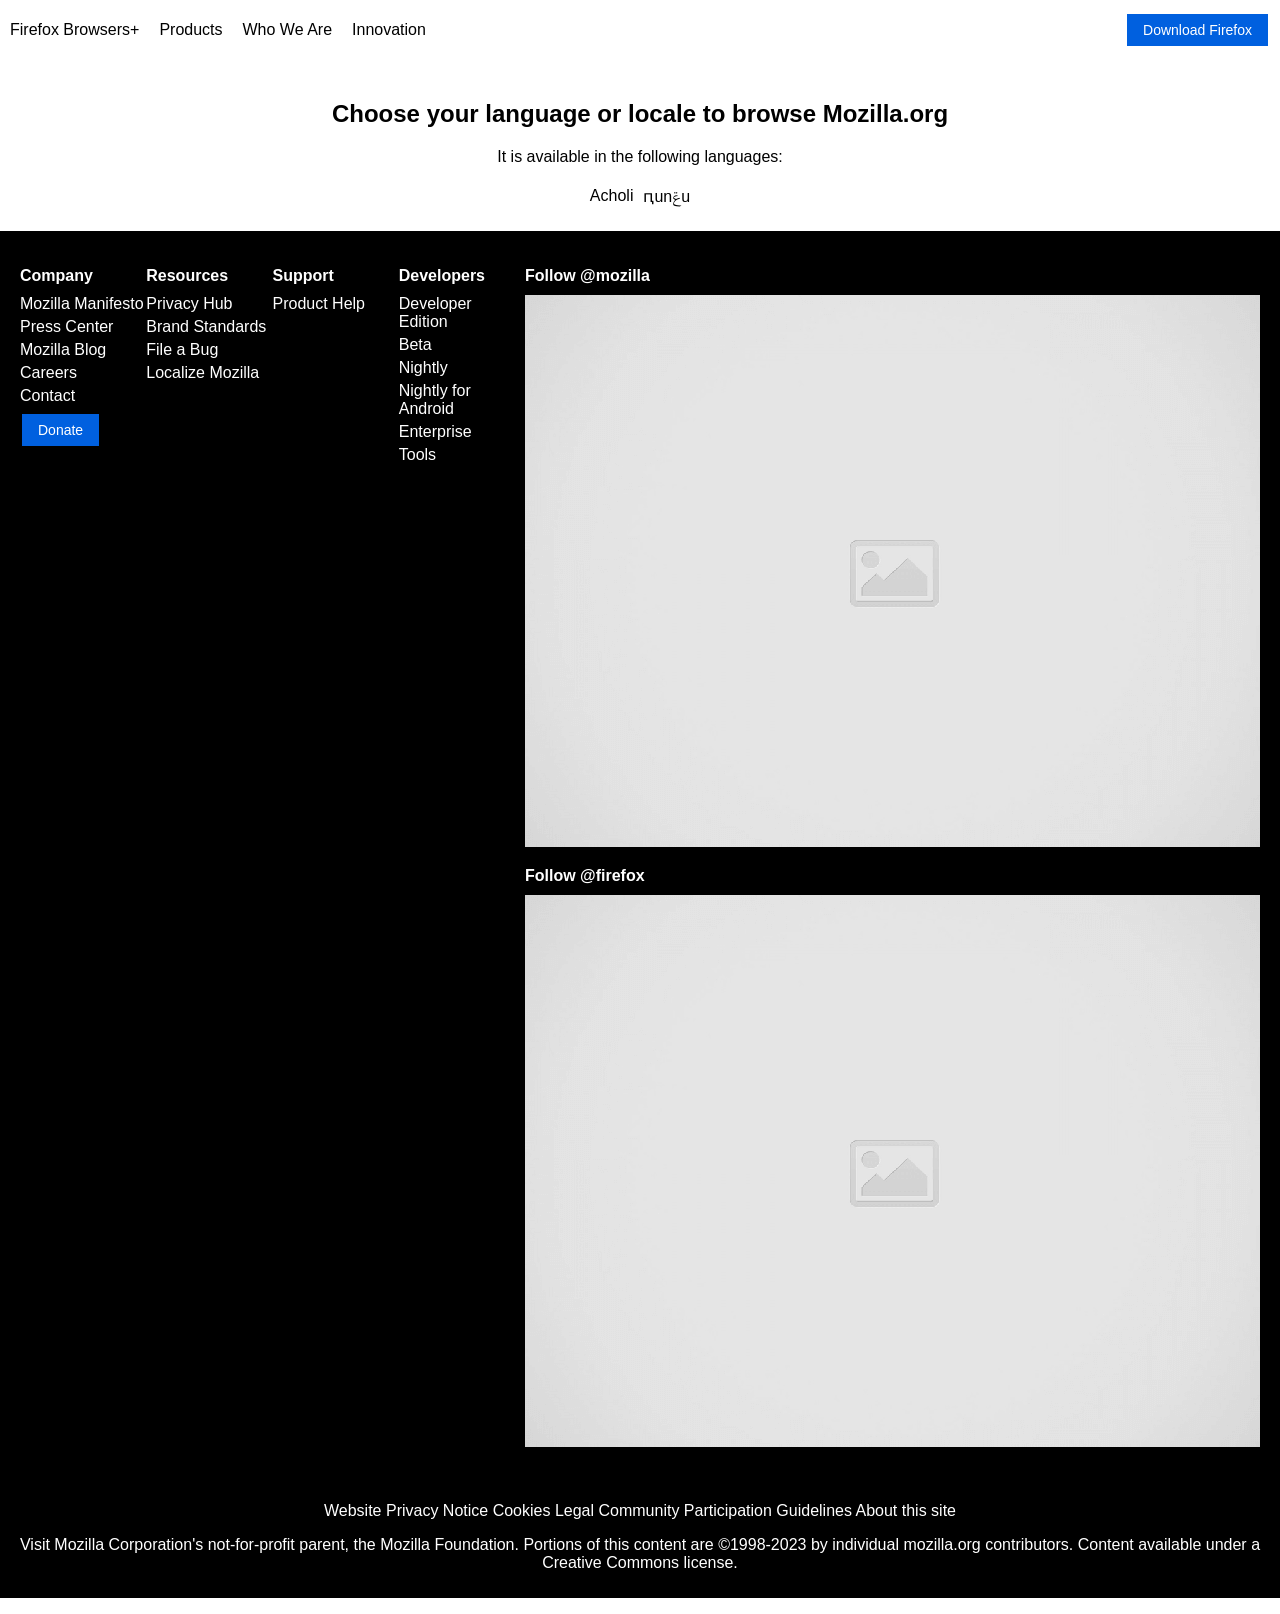 Firefox Browsers+ Products Who We Are Innovation Download Firefox
Choose your language or locale to browse Mozilla.org
It is available in the following languages:
Acholi
Company
Mozilla Manifesto
Press Center
Mozilla Blog
Careers
Contact
Donate
Resources
Privacy Hub
Brand Standards
File a Bug
Localize Mozilla
Support
Product Help
Developers
Developer
Edition
Beta
Nightly
Nightly for
Android
Enterprise
Tools
Follow @mozilla
Follow @firefox
Website Privacy Notice Cookies Legal Community Participation Guidelines About this site
Visit Mozilla Corporation's not-for-profit parent, the Mozilla Foundation. Portions of this content are ©1998-2023 by individual mozilla.org contributors. Content available under a
Creative Commons license.